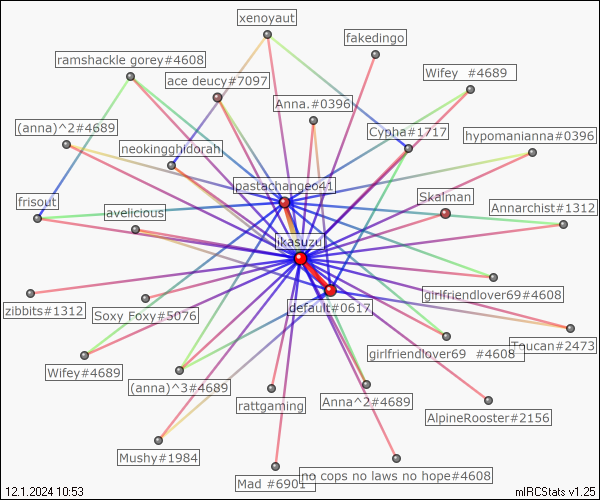 xenoyaut
fakedingo
ramshackle gorey#4608
Wifey  #4689
ace deucy#7097
Anna.#0396
(anna)^2#4689
Cypha#1717
hypomanianna#0396
neokingghidorah
pastachangeo41
Skalman
frisout
avelicious
Annarchist#1312
ikasuzu
girlfriendlover69#4608
zibbits#1312
Soxy Foxy#5076
default#0617
Toucan#2473
girlfriendlover69  #4608
Wifey#4689
(anna)^3#4689
rattgaming
Anna^2#4689
AlpineRooster#2156
Mushy#1984
Mad #6901
no cops no laws no hope#4608
12.1.2024 10:53
mIRCStats v1.25